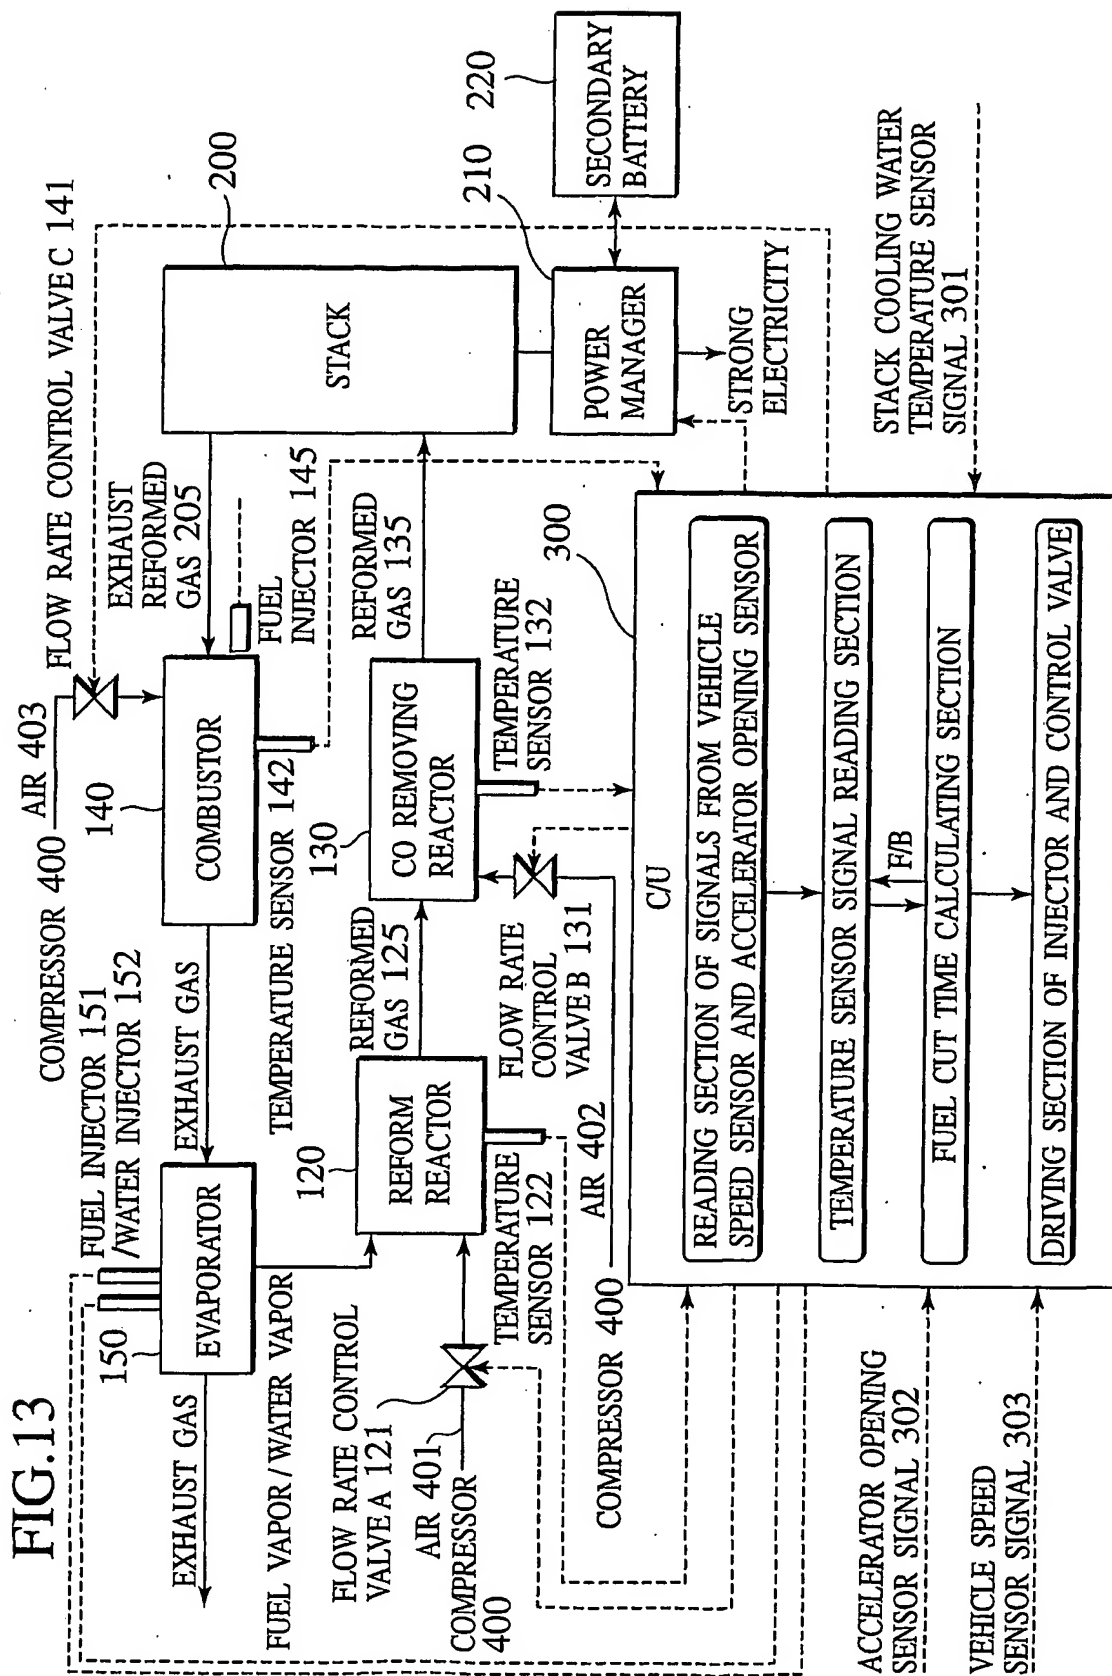 FIG.13
FUEL INJECTOR 151
/WATER INJECTOR 152
150
EVAPORATOR
EXHAUST GAS
EXHAUST GAS
COMPRESSOR 400
AIR 403
FLOW RATE CONTROL VALVE C 141
140
COMBUSTOR
TEMPERATURE SENSOR 142
EXHAUST
REFORMED
GAS 205
FUEL
INJECTOR 145
200
STACK
FUEL VAPOR/WATER VAPOR
FLOW RATE CONTROL
VALVE A 121
AIR 401
COMPRESSOR
400
120
REFORM
REACTOR
TEMPERATURE
SENSOR 122
REFORMED
GAS 125
130
CO REMOVING
REACTOR
TEMPERATURE
SENSOR 132
REFORMED
GAS 135
FLOW RATE
CONTROL
VALVE B 131
COMPRESSOR 400
AIR 402
210
POWER
MANAGER
220
SECONDARY
BATTERY
STRONG
ELECTRICITY
300
C/U
READING SECTION OF SIGNALS FROM VEHICLE
SPEED SENSOR AND ACCELERATOR OPENING SENSOR
TEMPERATURE SENSOR SIGNAL READING SECTION
F/B
FUEL CUT TIME CALCULATING SECTION
DRIVING SECTION OF INJECTOR AND CONTROL VALVE
ACCELERATOR OPENING
SENSOR SIGNAL 302
VEHICLE SPEED
SENSOR SIGNAL 303
STACK COOLING WATER
TEMPERATURE SENSOR
SIGNAL 301